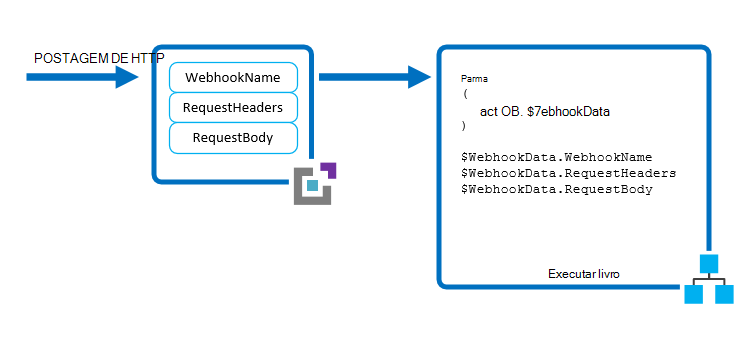 POSTAGEM DE HTTP
WebhookName
RequestHeaders
RequestBody
Parma
(
act OB. $7ebhookData
)
$WebhookData.WebhookName
$WebhookData.RequestHeaders
$WebhookData.RequestBody
Executar livro